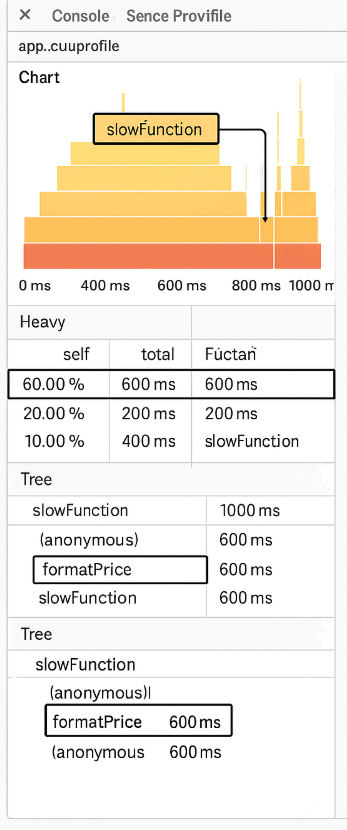 ✕ Console Sence Provifile
app..cuuprofile
Chart
slowFunction
0 ms 400 ms 600 ms 800 ms 1000 m
Heavy
self total Fúctań
60.00 % 600 ms 600 ms
20.00 % 200 ms 200 ms
10.00 % 400 ms slowFunction
Tree
slowFunction 1000 ms
(anonymous) 600 ms
formatPrice 600 ms
slowFunction 600 ms
Tree
slowFunction
(anonymous)l
formatPrice 600 ms
(anonymous 600 ms